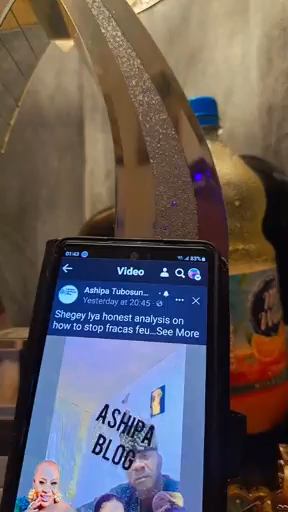 01:43
83%
Video
Ashipa Tubosun...
Yesterday at 20:45
Shegey Iya honest analysis on
how to stop fracas feu...See More
ASHIPA
BLOG